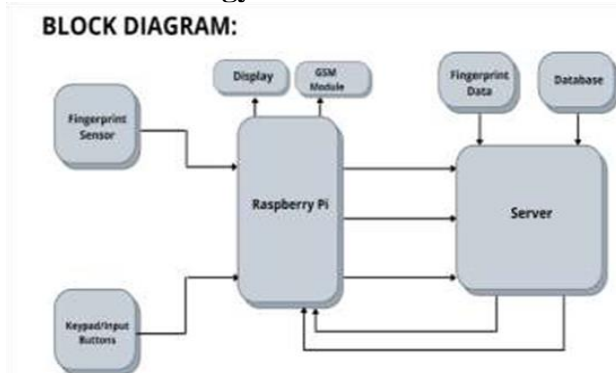 BLOCK DIAGRAM:
Display
GSM
Module
Fingerprint
Data
Database
Fingerprint
Sensor
Raspberry Pi
Server
Keypad/Input
Buttons